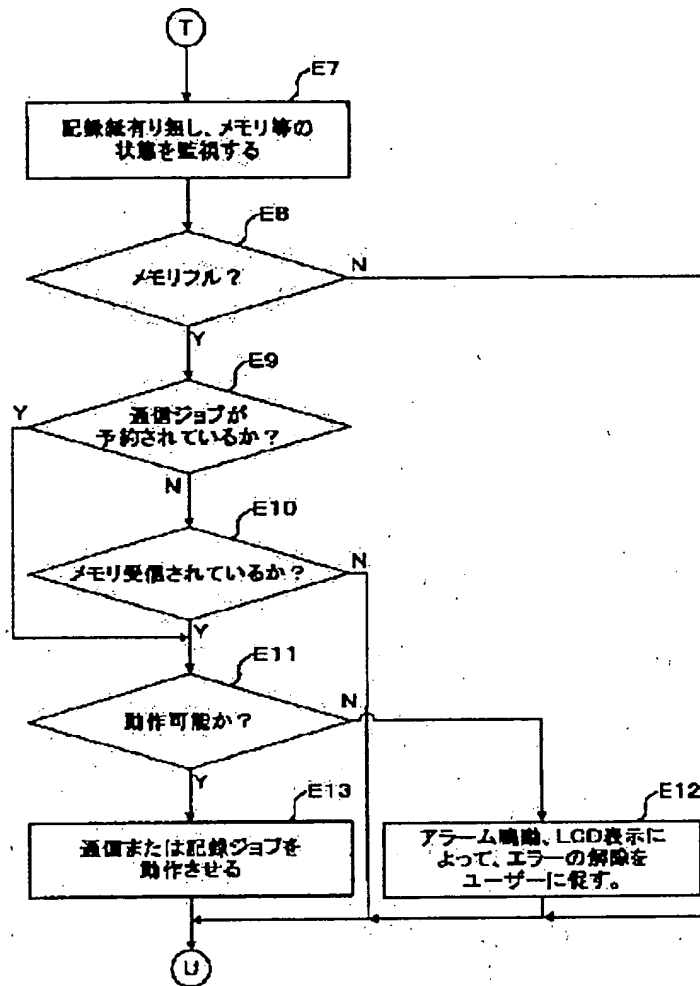 T
E7
記録紙有り無し、メモリ等の
状態を監視する
E8
メモリフル?
N
Y
E9
通信ジョブが
予約されているか?
Y
N
E10
メモリ受信されているか?
N
Y
E11
動作可能か?
N
Y
E13
通信または記録ジョブを
動作させる
E12
アラーム鳴動、LCD表示に
よって、エラーの解除を
ユーザーに促す。
U